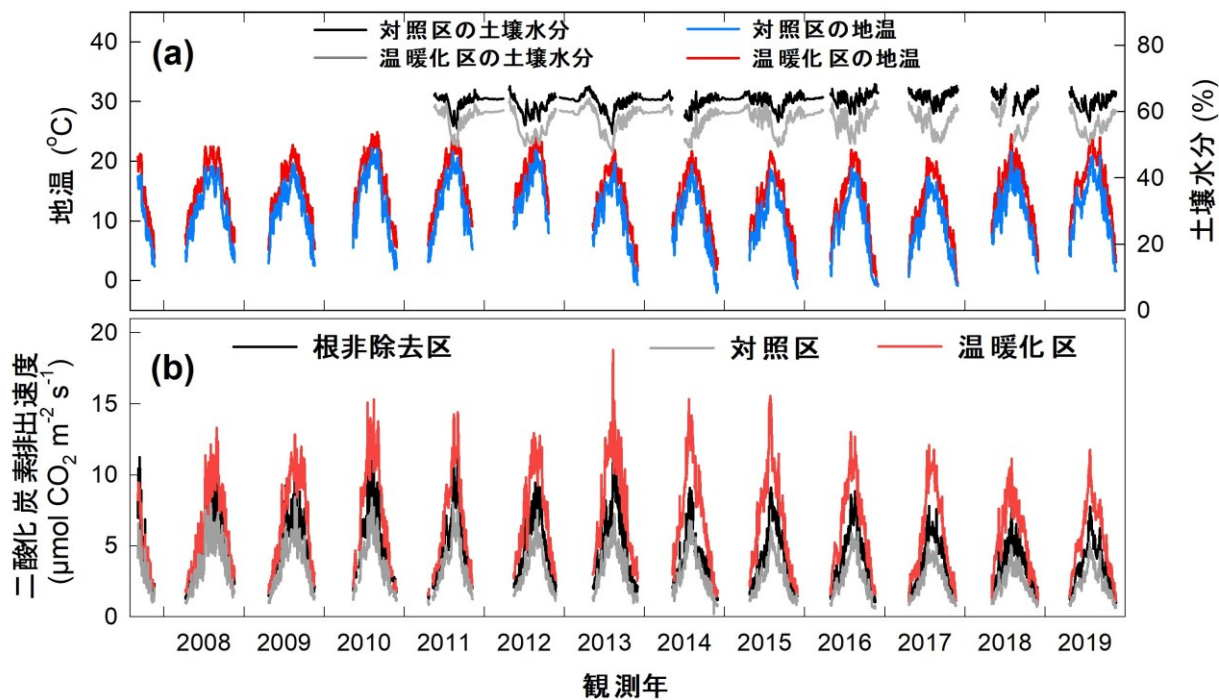 (a)
対照区の土壌水分
対照区の地温
温暖化区の土壌水分
温暖化区の地温
地温 (°C)
40
30
20
10
0
土壌水分 (%)
80
60
40
20
0
(b)
根非除去区
対照区
温暖化区
二酸化炭素排出速度
(μmol CO₂ m⁻² s⁻¹)
20
15
10
5
0
2008 2009 2010 2011 2012 2013 2014 2015 2016 2017 2018 2019
観測年